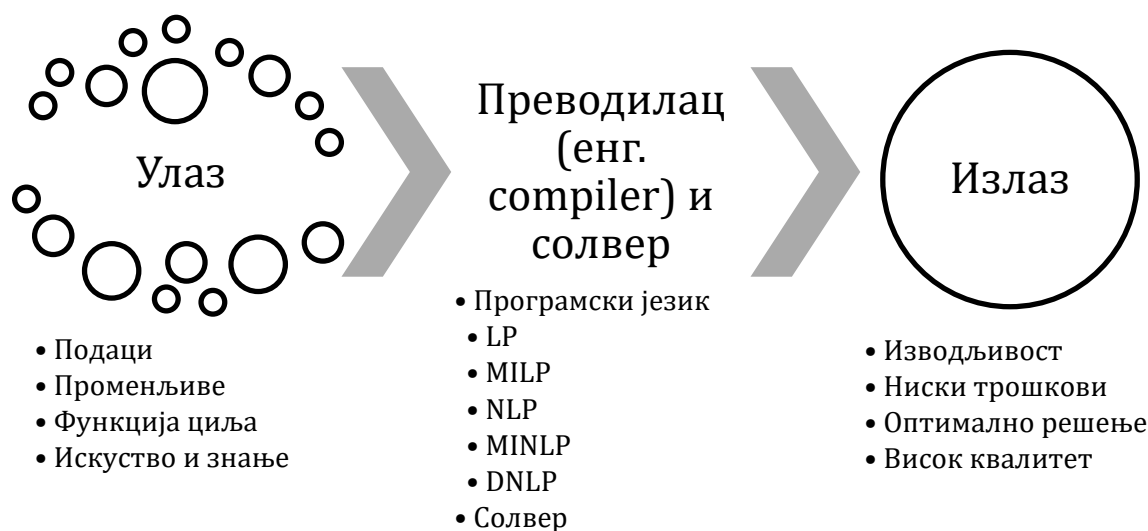 Улаз
• Подаци
• Променљиве
• Функција циља
• Искуство и знање
Преводилац
(енг.
compiler) и
солвер
• Програмски језик
• LP
• MILP
• NLP
• MINLP
• DNLP
• Солвер
Излаз
• Изводљивост
• Ниски трошкови
• Оптимално решење
• Висок квалитет